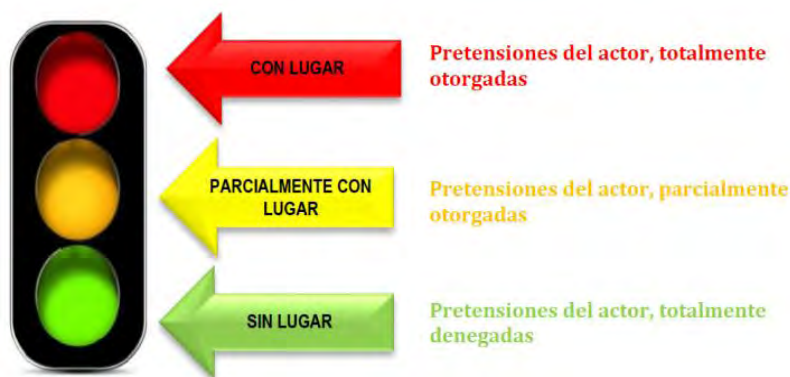 CON LUGAR
Pretensiones del actor, totalmente
otorgadas
PARCIALMENTE CON
LUGAR
Pretensiones del actor, parcialmente
otorgadas
SIN LUGAR
Pretensiones del actor, totalmente
denegadas